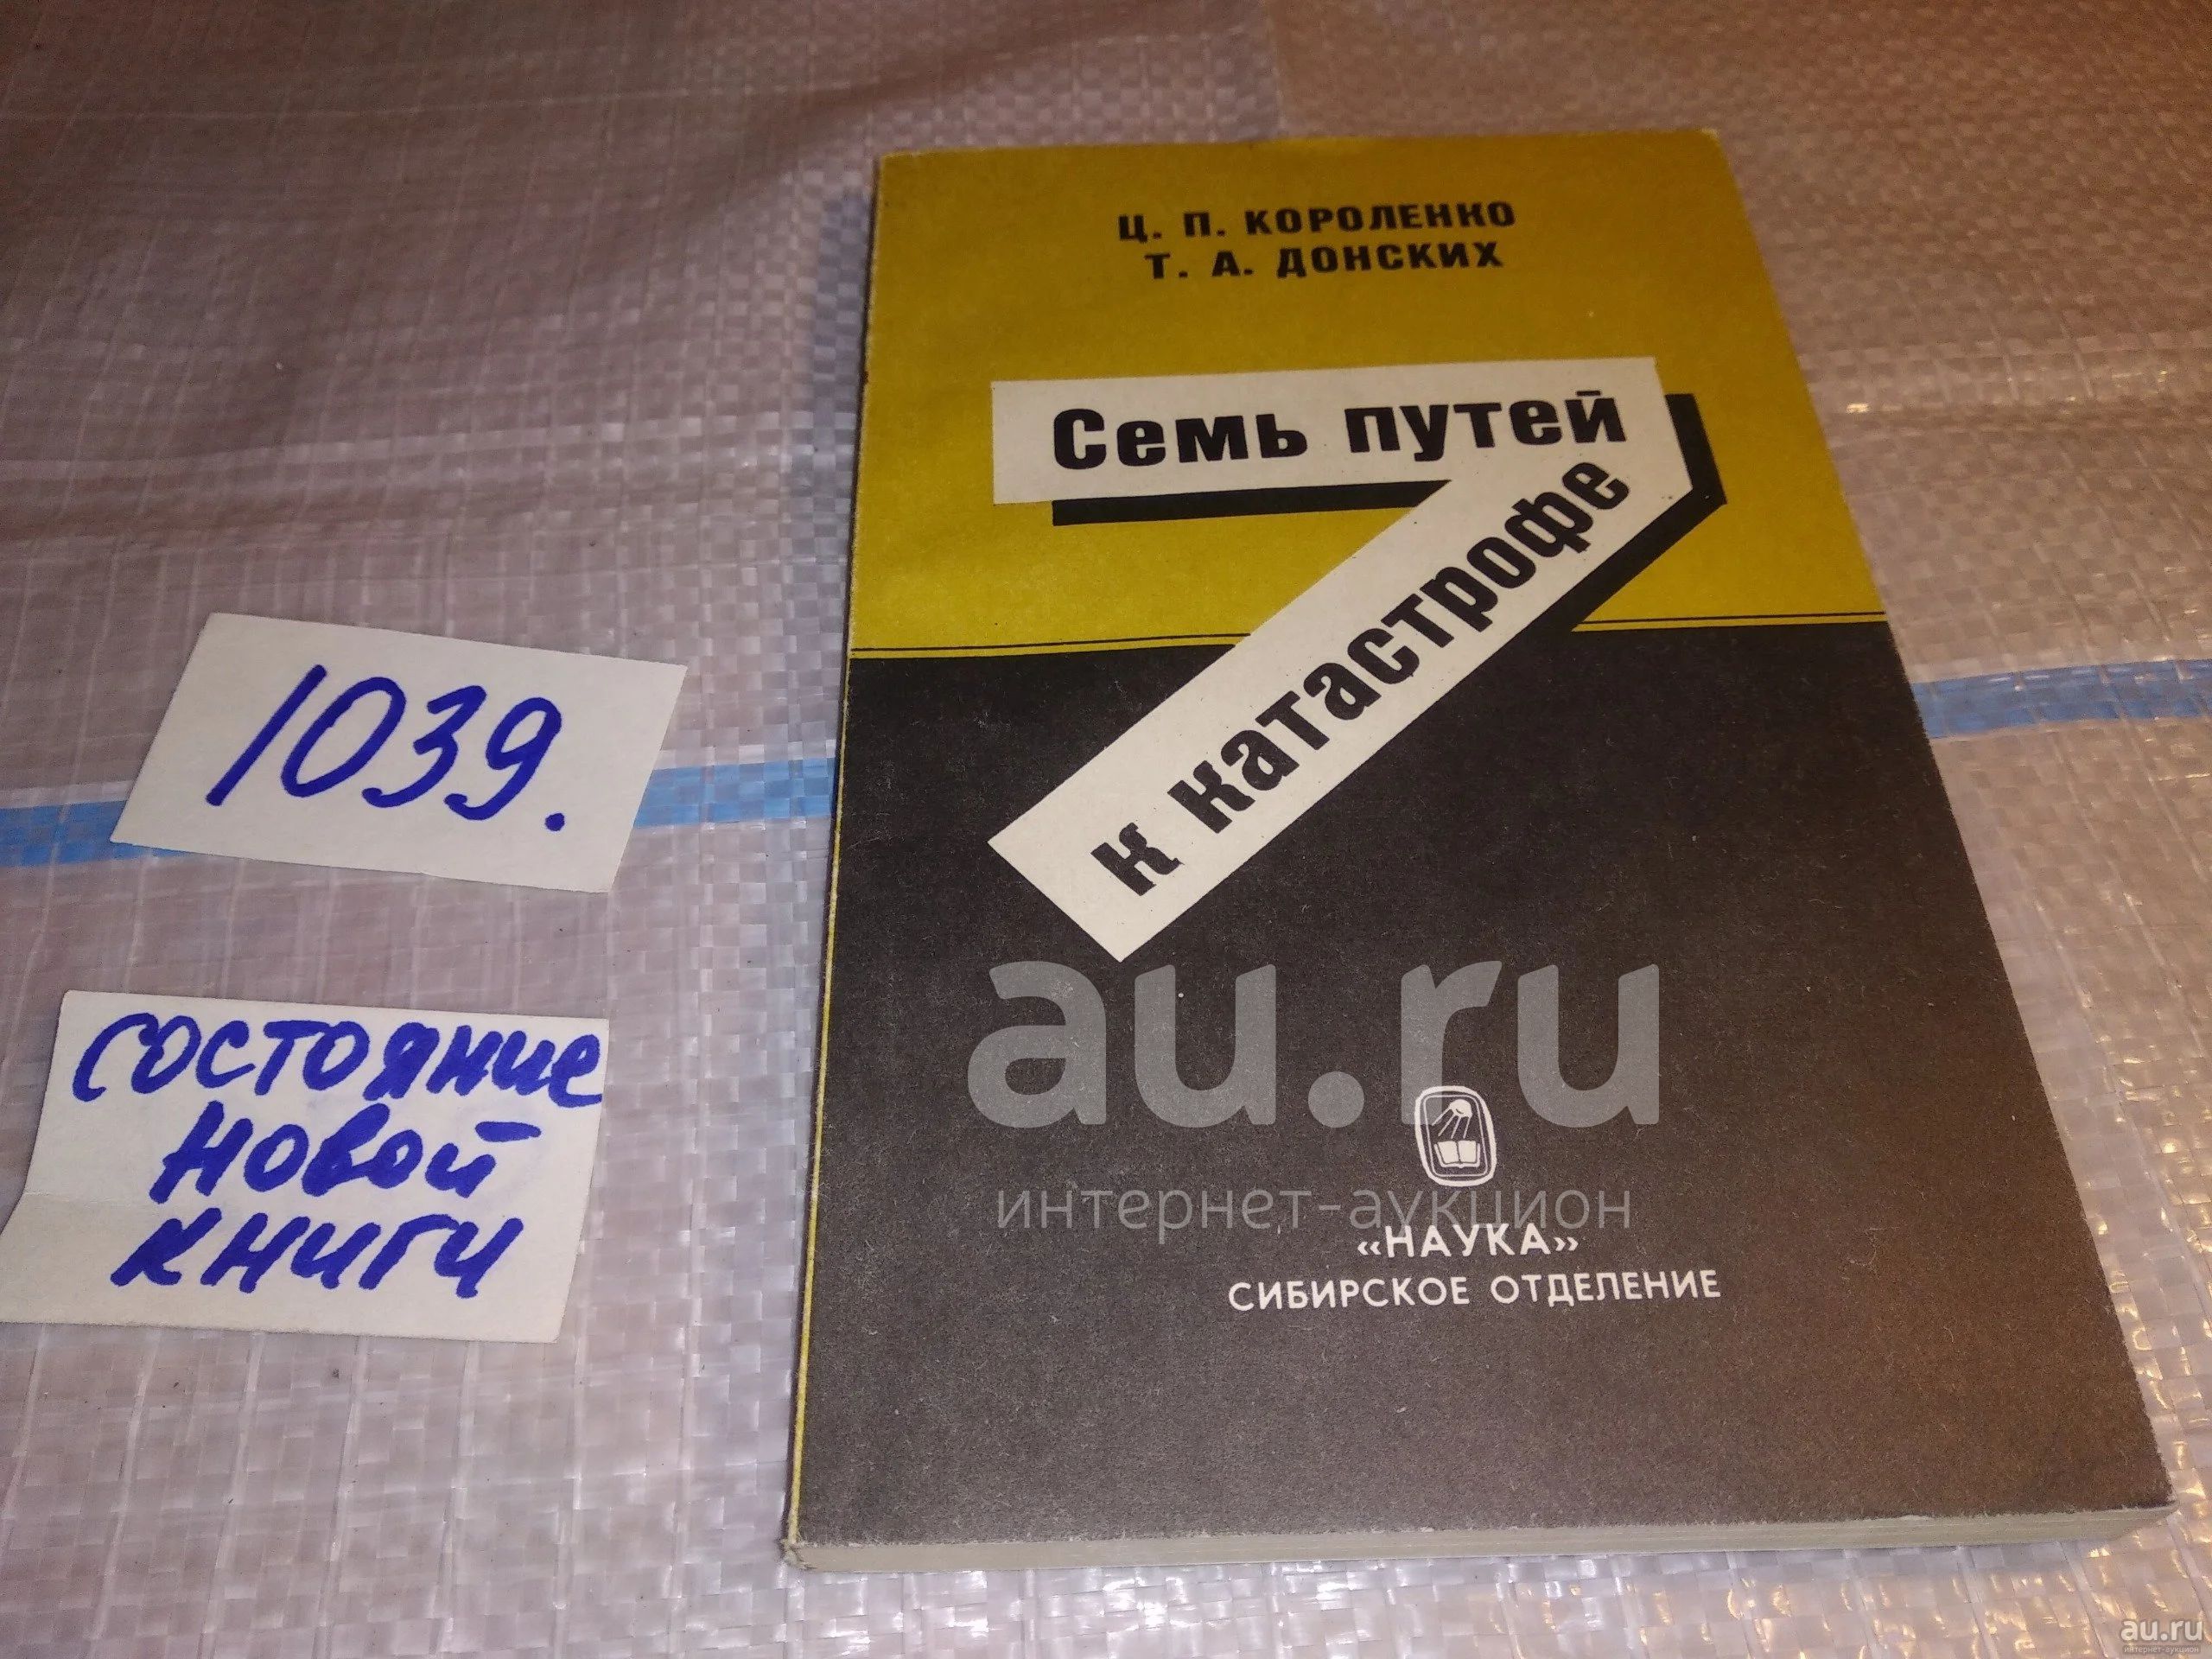 Ц. П. КОРОЛЕНКО
Т. А. ДОНСКИХ
Семь путей
к катастрофе
1039.
состояние
новой
книги
au.ru
интернет-аукцион
«НАУКА»
СИБИРСКОЕ ОТДЕЛЕНИЕ
au.ru
интернет-аукцион